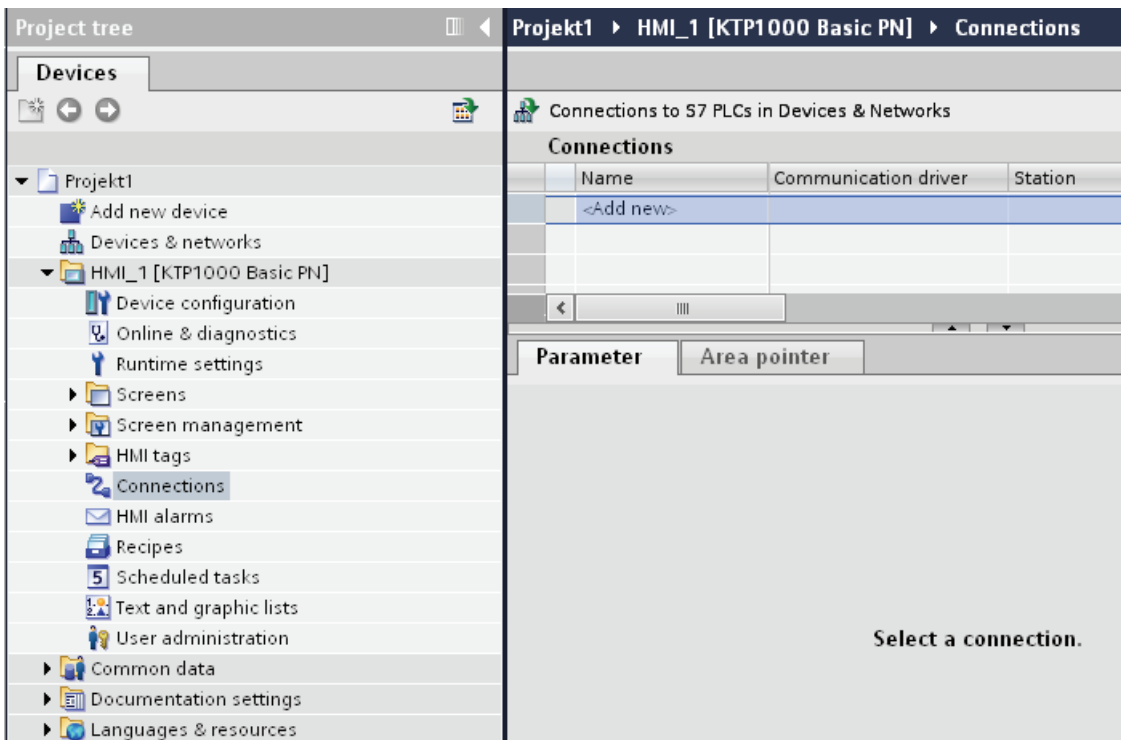 Project tree
Devices
Projekt1
Add new device
Devices & networks
HMI_1 [KTP1000 Basic PN]
Device configuration
Online & diagnostics
Runtime settings
Screens
Screen management
HMI tags
Connections
HMI alarms
Recipes
Scheduled tasks
Text and graphic lists
User administration
Common data
Documentation settings
Languages & resources
Projekt1 HMI_1 [KTP1000 Basic PN] Connections
Connections to S7 PLCs in Devices & Networks
Connections
Name Communication driver Station
<Add new>
Parameter Area pointer
Select a connection.